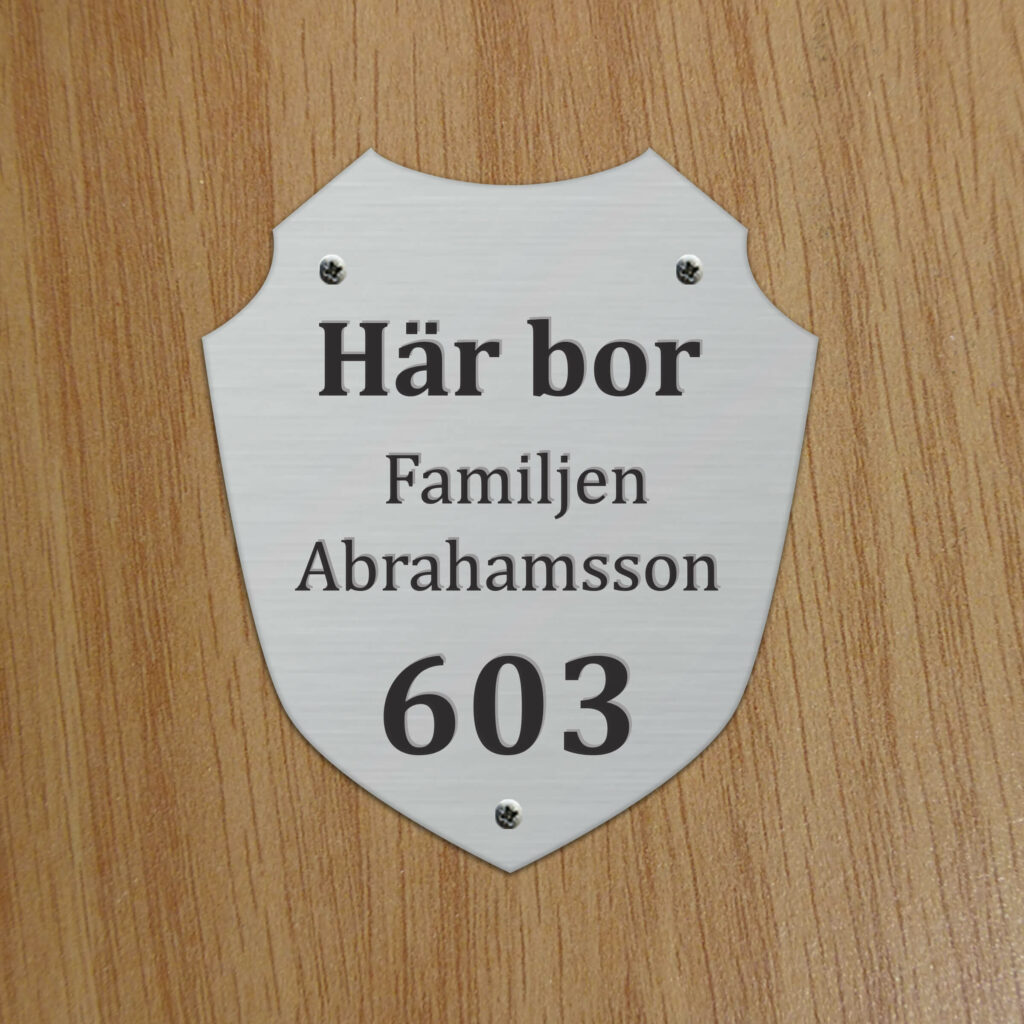 Här bor
Familjen
Abrahamsson
603